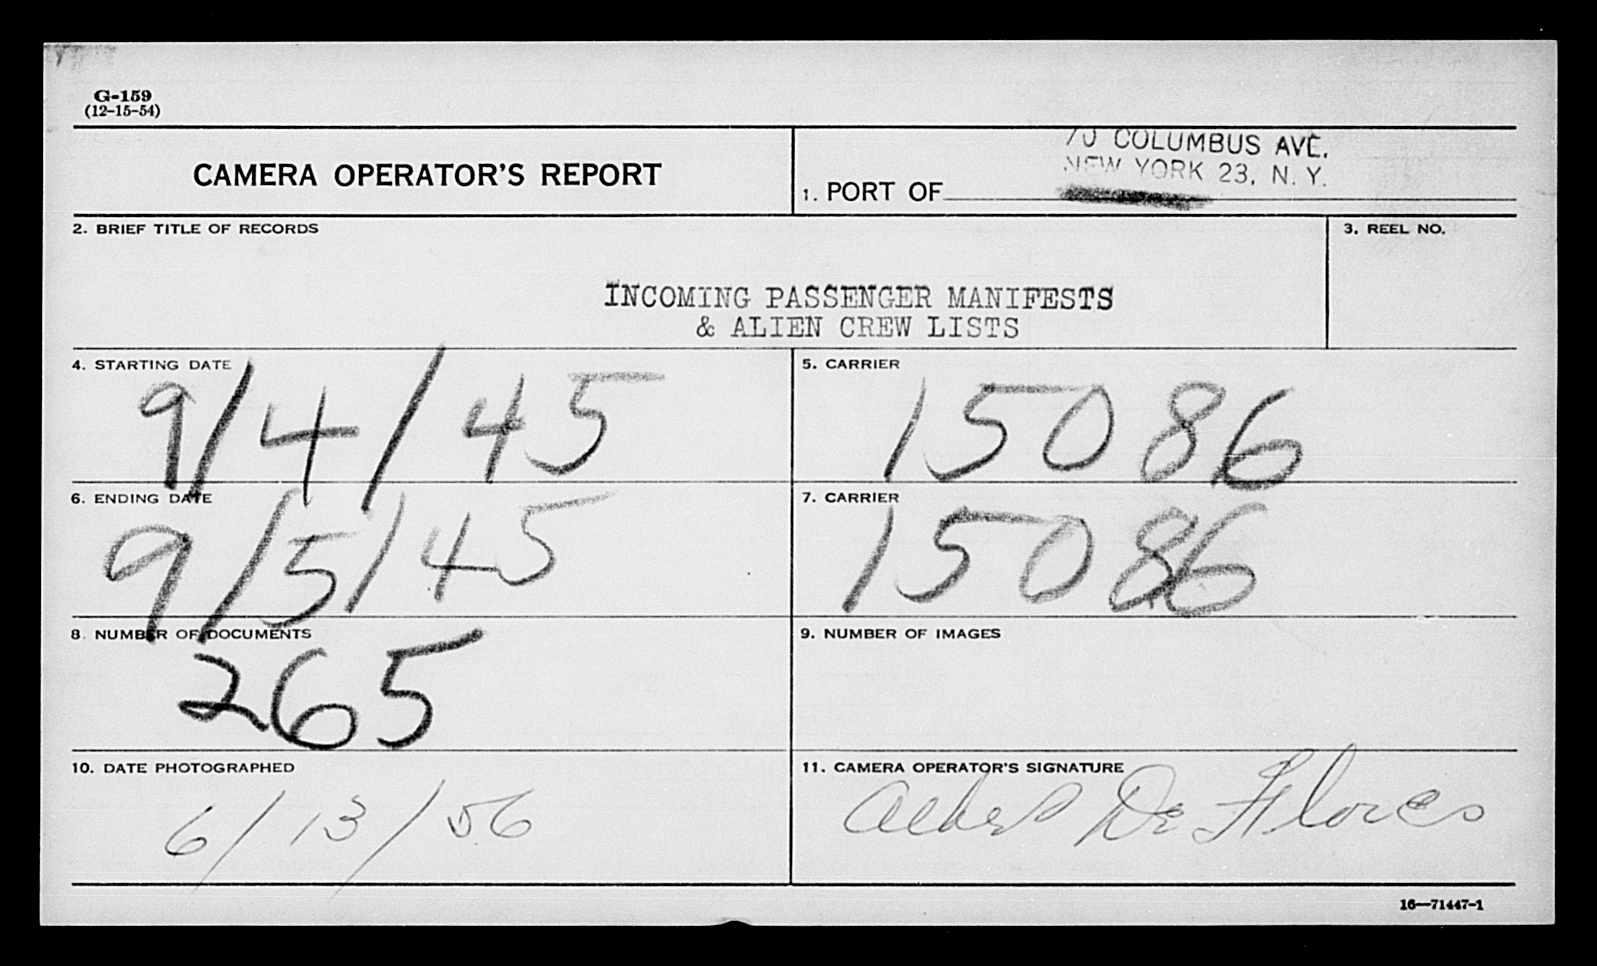 G-159
(12-15-54)
CAMERA OPERATOR'S REPORT
1. PORT OF
70 COLUMBUS AVE.
NEW YORK 23, N. Y.
2. BRIEF TITLE OF RECORDS
INCOMING PASSENGER MANIFESTS
& ALIEN CREW LISTS
3. REEL NO.
4. STARTING DATE
9/4/45
5. CARRIER
15086
6. ENDING DATE
9/5/45
7. CARRIER
15086
8. NUMBER OF DOCUMENTS
265
9. NUMBER OF IMAGES
10. DATE PHOTOGRAPHED
6/13/56
11. CAMERA OPERATOR'S SIGNATURE
De Flores
16—71447-1